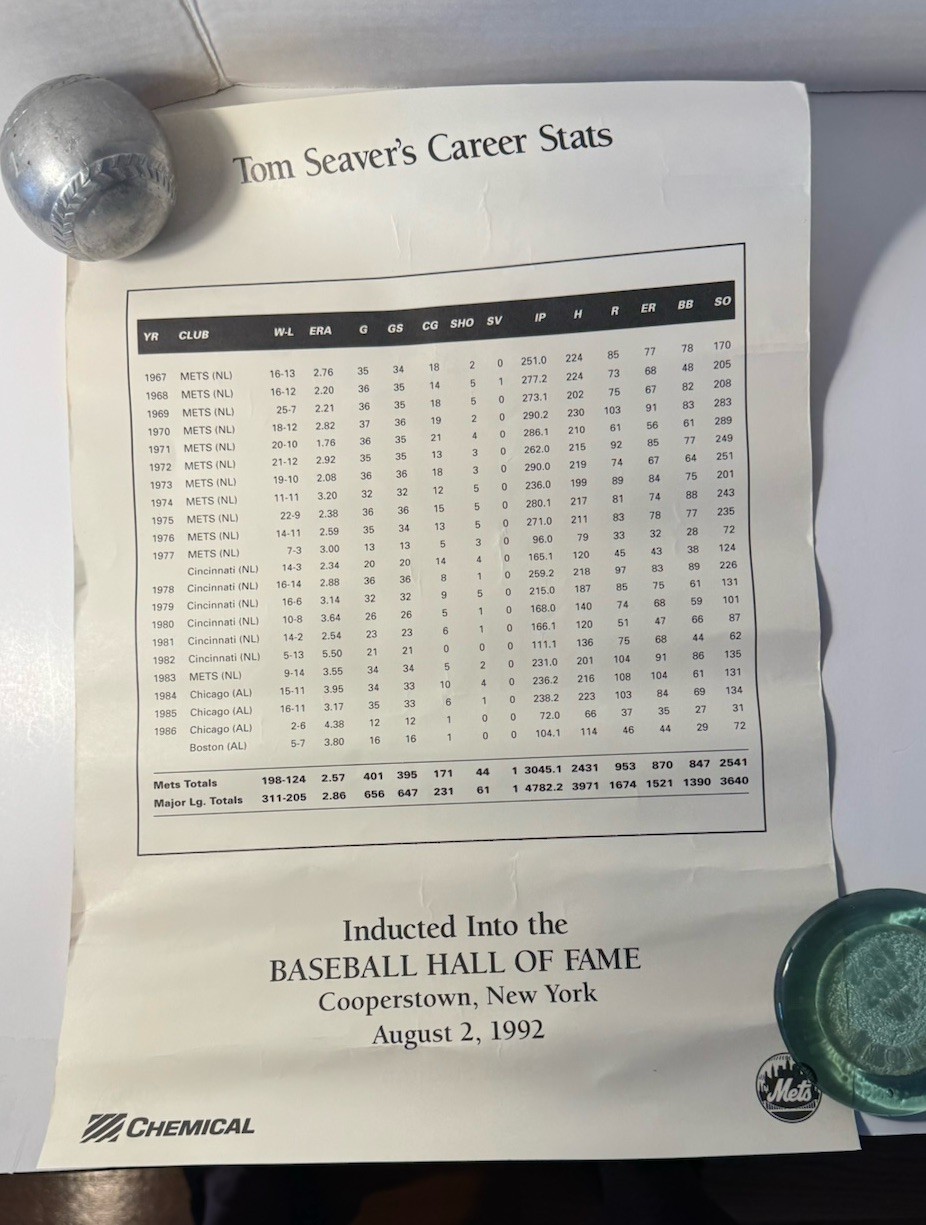 Tom Seaver's Career Stats
YR CLUB W-L ERA G GS CG SHO SV IP H R ER BB SO
1967 METS (NL) 16-13 2.76 35 34 18 2 0 251.0 224 85 77 78 170
1968 METS (NL) 16-12 2.20 36 35 14 5 1 277.2 224 73 68 48 205
1969 METS (NL) 25-7 2.21 36 35 18 5 0 273.1 202 75 67 82 208
1970 METS (NL) 18-12 2.82 37 36 19 2 0 290.2 230 103 91 83 283
1971 METS (NL) 20-10 1.76 36 35 21 4 0 286.1 210 61 56 61 289
1972 METS (NL) 21-12 2.92 35 35 13 3 0 262.0 215 92 85 77 249
1973 METS (NL) 19-10 2.08 36 36 18 3 0 290.0 219 74 67 64 251
1974 METS (NL) 11-11 3.20 32 32 12 5 0 236.0 199 89 84 75 201
1975 METS (NL) 22-9 2.38 36 36 15 5 0 280.1 217 81 74 88 243
1976 METS (NL) 14-11 2.59 35 34 13 5 0 271.0 211 83 78 77 235
1977 METS (NL) 7-3 3.00 13 13 5 3 0 96.0 79 33 32 28 72
Cincinnati (NL) 14-3 2.34 20 20 14 4 0 165.1 120 45 43 38 124
1978 Cincinnati (NL) 16-14 2.88 36 36 8 1 0 259.2 218 97 83 89 226
1979 Cincinnati (NL) 16-6 3.14 32 32 9 5 0 215.0 187 85 75 61 131
1980 Cincinnati (NL) 10-8 3.64 26 26 5 1 0 168.0 140 74 68 59 101
1981 Cincinnati (NL) 14-2 2.54 23 23 6 1 0 166.1 120 51 47 66 87
1982 Cincinnati (NL) 5-13 5.50 21 21 0 0 0 111.1 136 75 68 44 62
1983 METS (NL) 9-14 3.55 34 34 5 2 0 231.0 201 104 91 86 135
1984 Chicago (AL) 15-11 3.95 34 33 10 4 0 236.2 216 108 104 61 131
1985 Chicago (AL) 16-11 3.17 35 33 6 1 0 238.2 223 103 84 69 134
1986 Chicago (AL) 2-6 4.38 12 12 1 0 0 72.0 66 37 35 27 31
Boston (AL) 5-7 3.80 16 16 1 0 0 104.1 114 46 44 29 72
Mets Totals 198-124 2.57 401 395 171 44 1 3045.1 2431 953 870 847 2541
Major Lg. Totals 311-205 2.86 656 647 231 61 1 4782.2 3971 1674 1521 1390 3640
Inducted Into the
BASEBALL HALL OF FAME
Cooperstown, New York
August 2, 1992
Mets
CHEMICAL